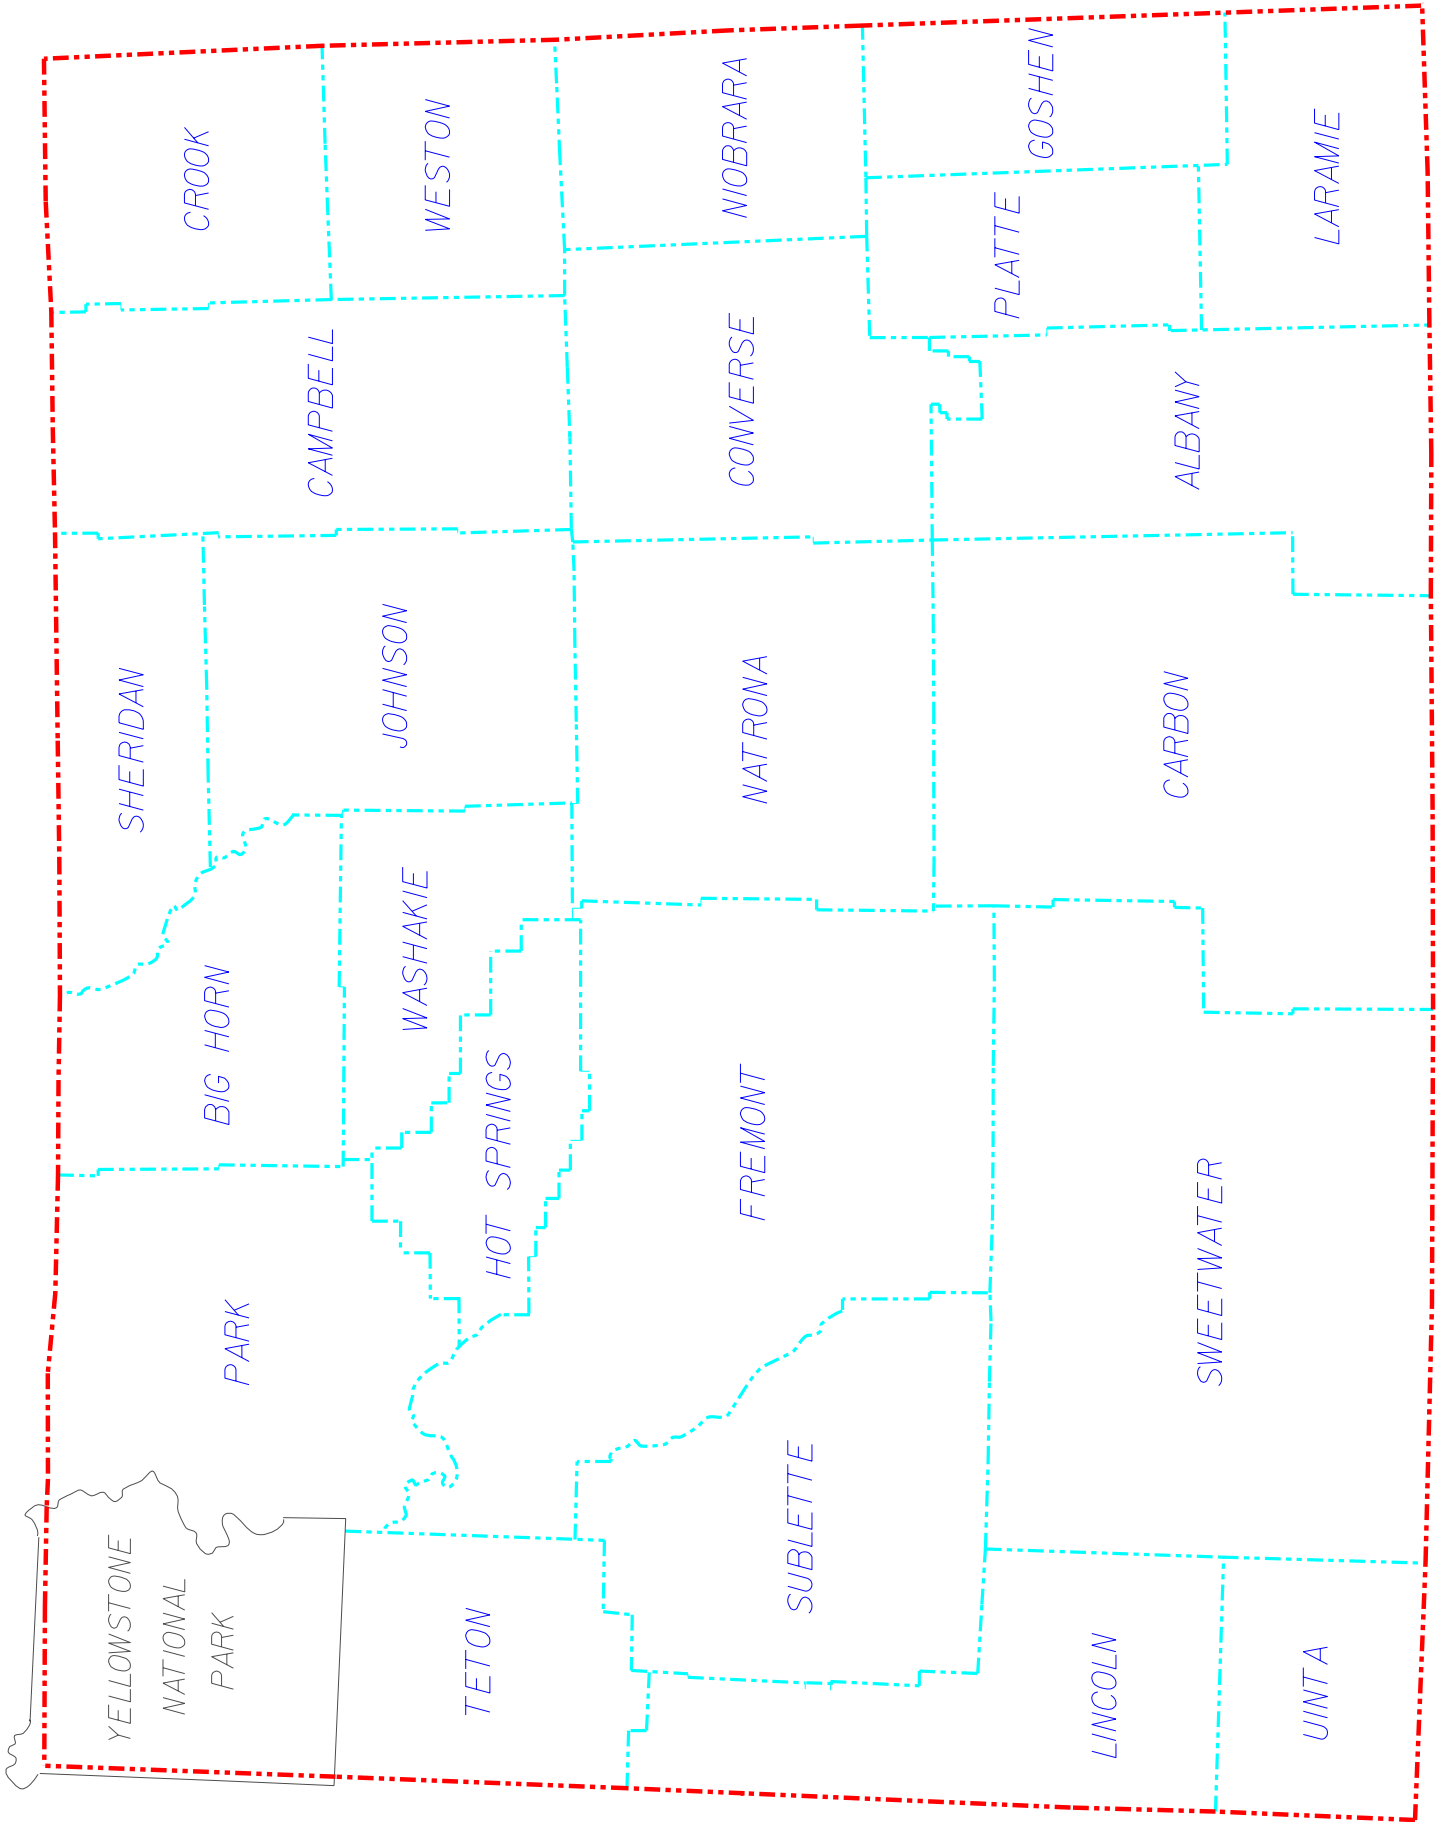 YELLOWSTONE
NATIONAL
PARK
PARK
BIG HORN
SHERIDAN
CAMPBELL
CROOK
WESTON
JOHNSON
WASHAKIE
HOT SPRINGS
TETON
SUBLETTE
FREMONT
NATRONA
CONVERSE
NIOBRARA
GOSHEN
PLATTE
LARAMIE
ALBANY
CARBON
SWEETWATER
LINCOLN
UINTA